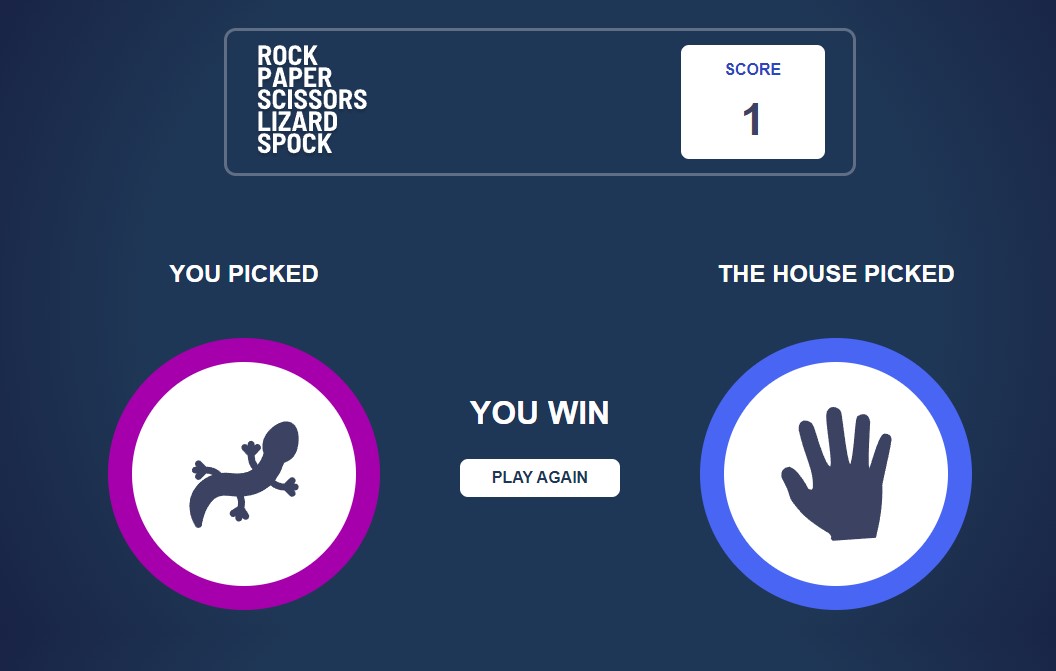 ROCK
PAPER
SCISSORS
LIZARD
SPOCK
SCORE
1
YOU PICKED
THE HOUSE PICKED
YOU WIN
PLAY AGAIN